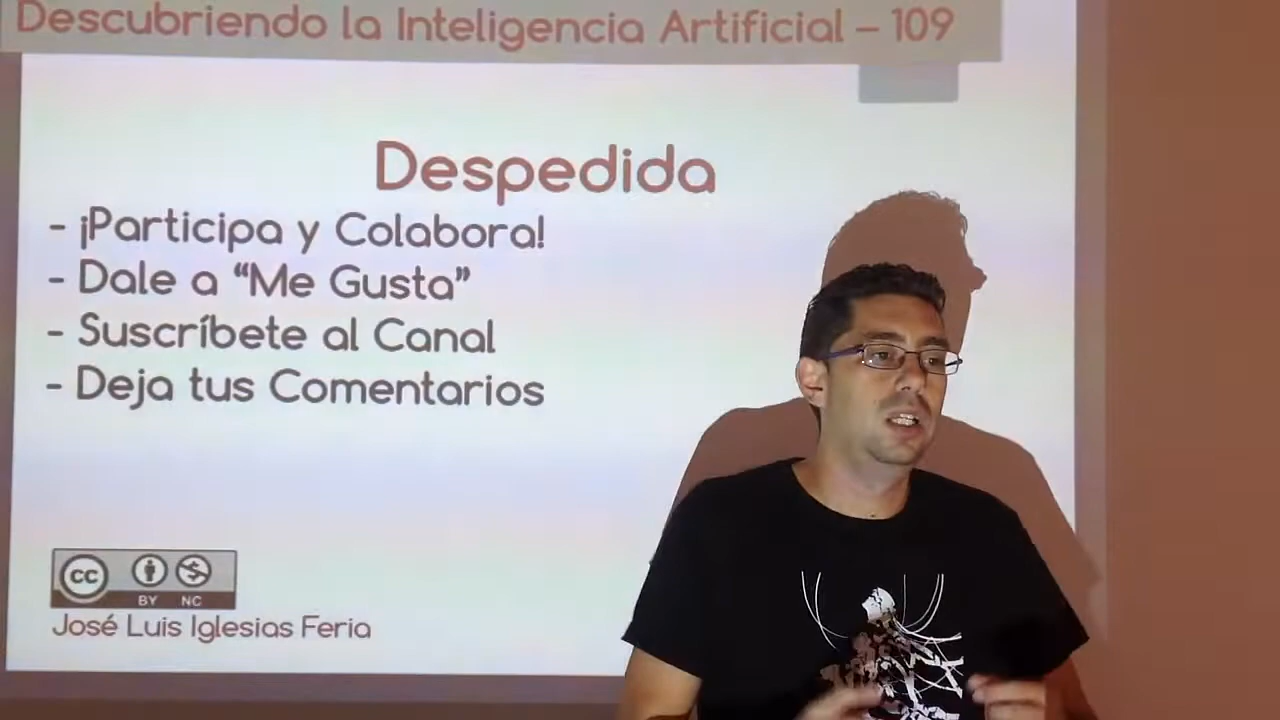 Descubriendo la Inteligencia Artificial – 109
Despedida
- ¡Participa y Colabora!
- Dale a “Me Gusta”
- Suscríbete al Canal
- Deja tus Comentarios
cc
BY NC
José Luis Iglesias Feria